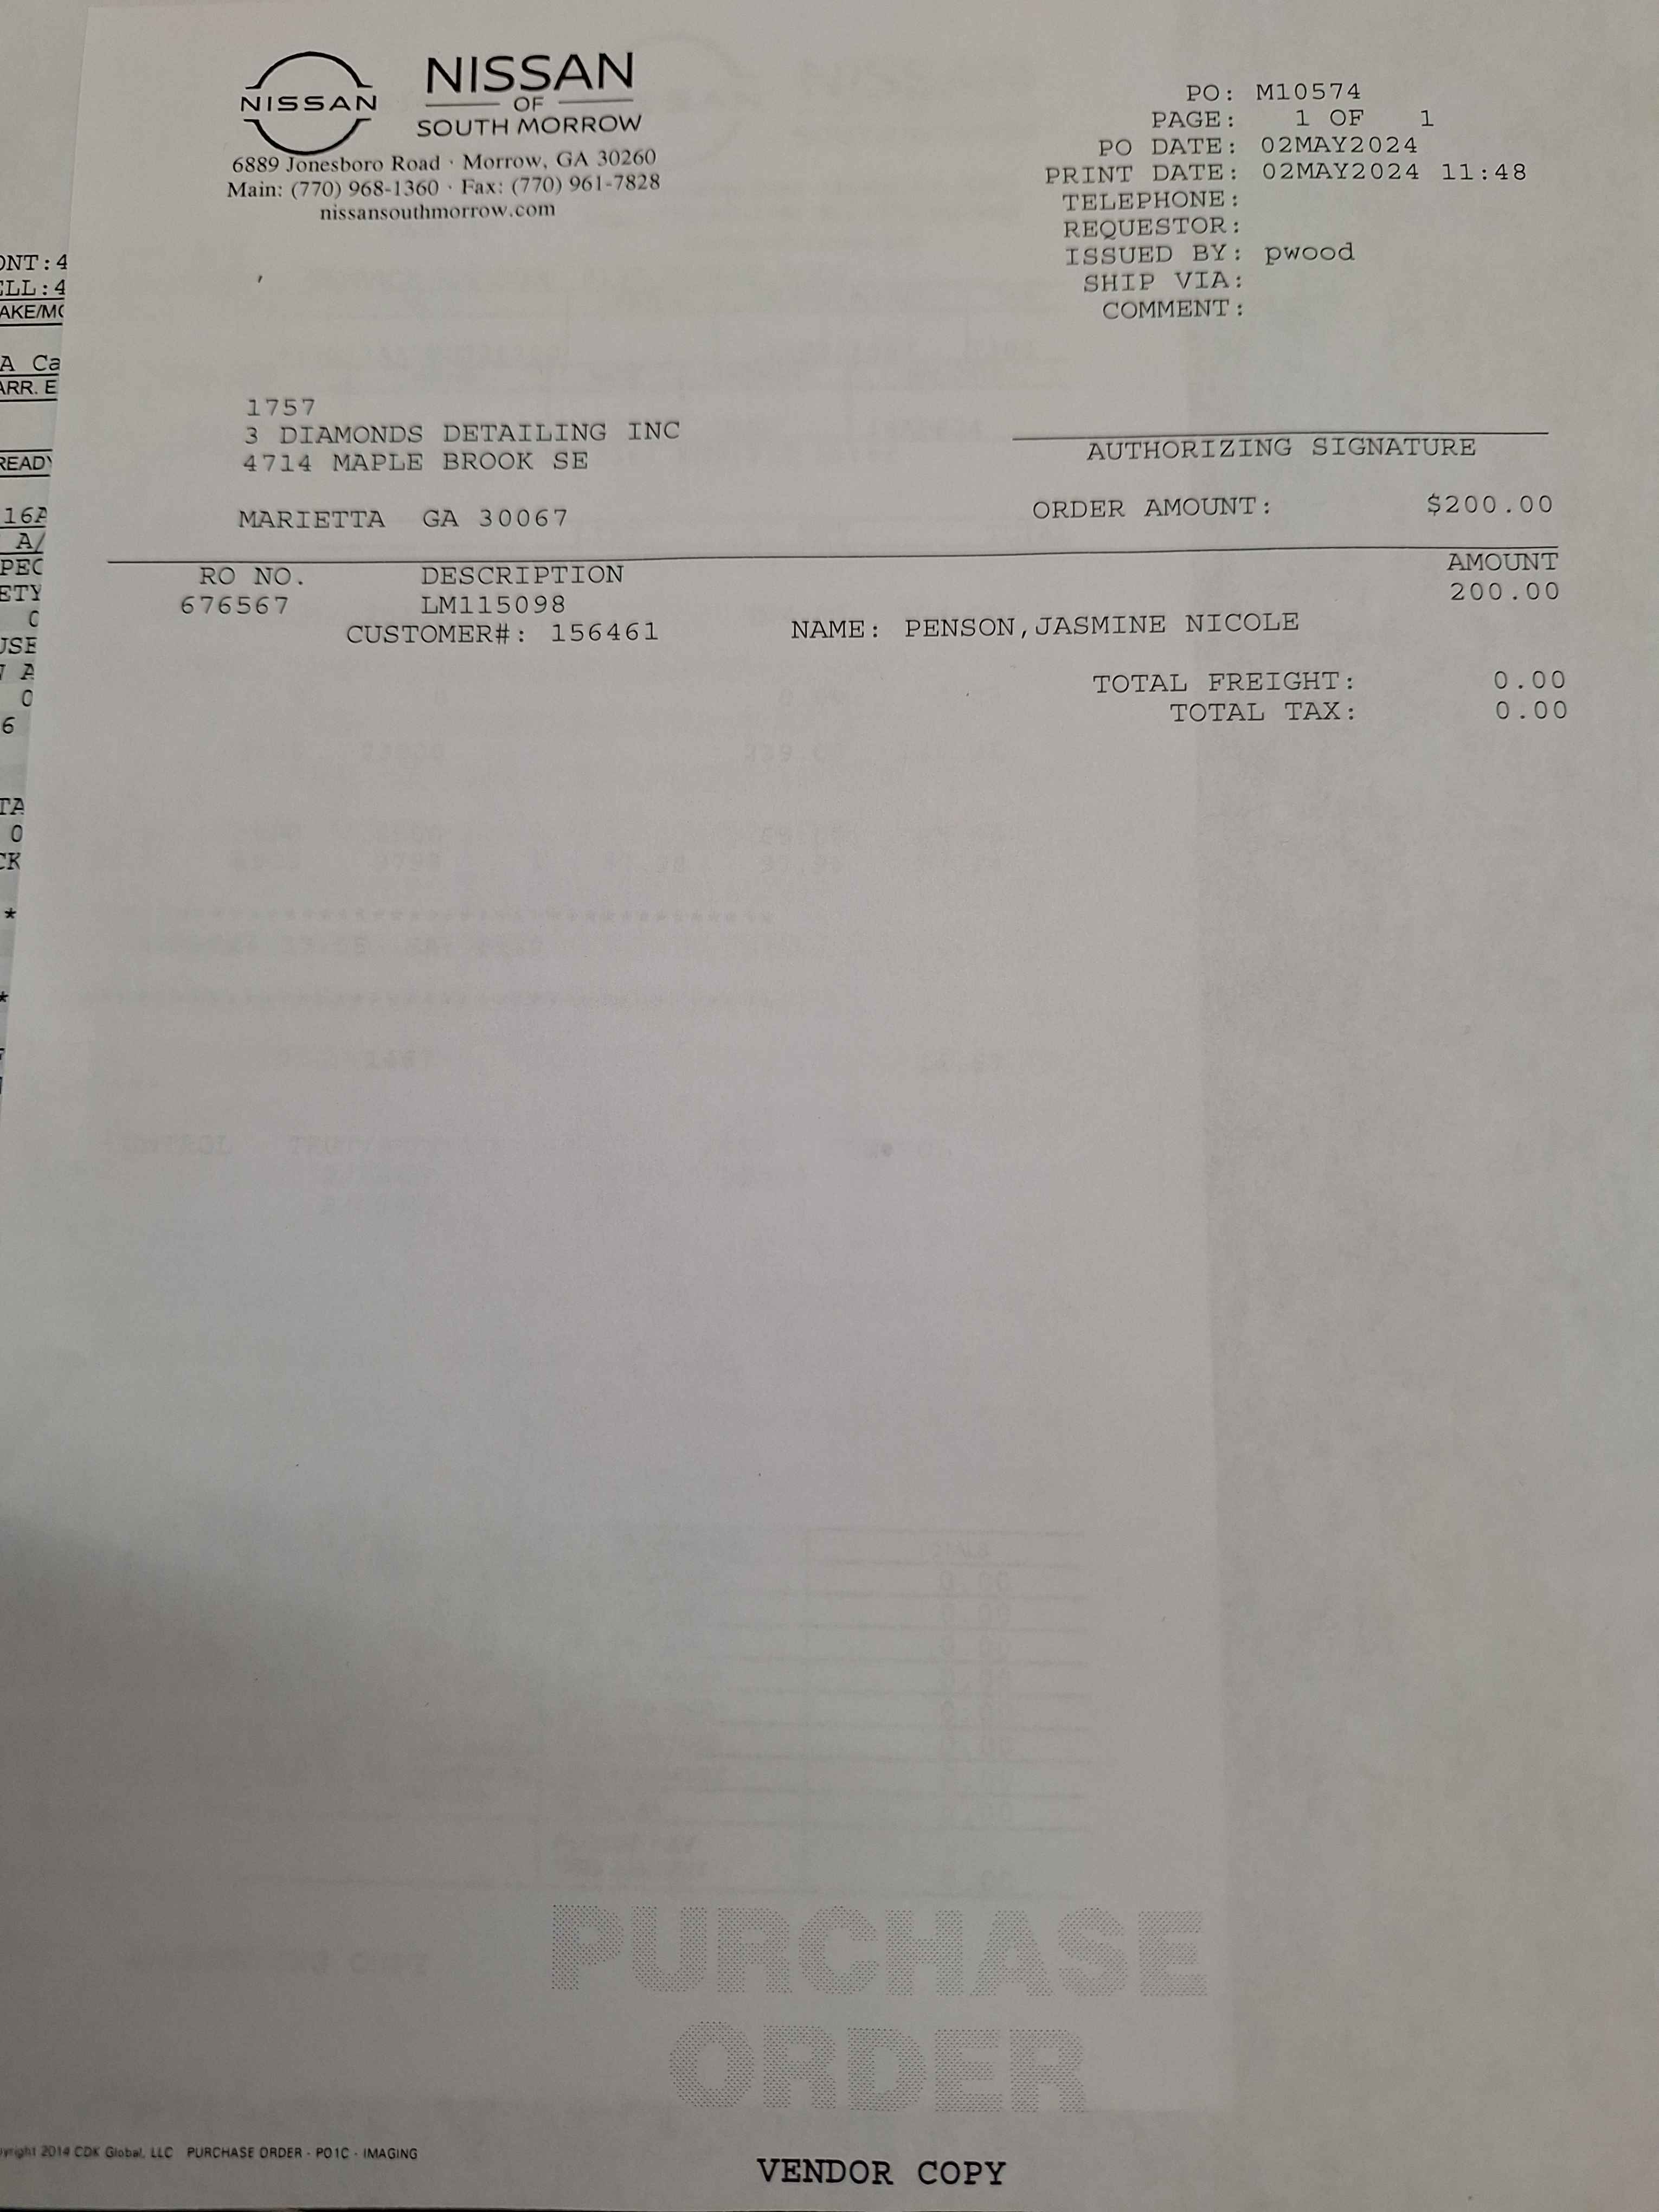 NISSAN
NISSAN
OF
SOUTH MORROW
6889 Jonesboro Road · Morrow, GA 30260
Main: (770) 968-1360 · Fax: (770) 961-7828
nissansouthmorrow.com
PO: M10574
PAGE: 1 OF 1
PO DATE: 02MAY2024
PRINT DATE: 02MAY2024 11:48
TELEPHONE:
REQUESTOR:
ISSUED BY: pwood
SHIP VIA:
COMMENT:
1757
3 DIAMONDS DETAILING INC
4714 MAPLE BROOK SE
MARIETTA GA 30067
AUTHORIZING SIGNATURE
ORDER AMOUNT: $200.00
RO NO. DESCRIPTION AMOUNT
676567 LM115098 200.00
CUSTOMER#: 156461 NAME: PENSON,JASMINE NICOLE
TOTAL FREIGHT: 0.00
TOTAL TAX: 0.00
PURCHASE
ORDER
2014 CDK Global, LLC PURCHASE ORDER - PO1C - IMAGING
VENDOR COPY